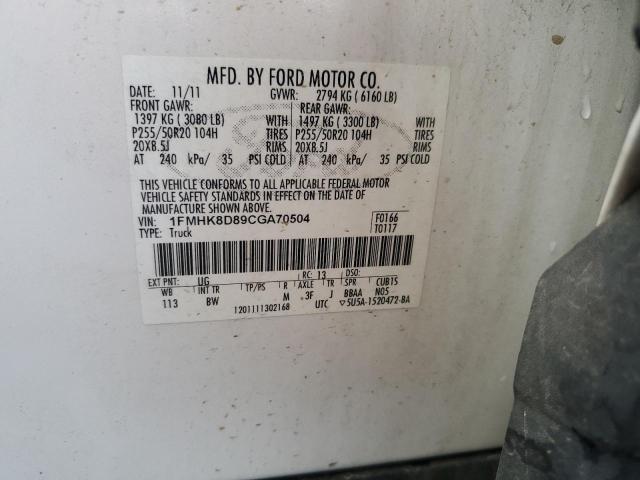 MFD. BY FORD MOTOR CO.
DATE: 11/11 GVWR: 2794 KG ( 6160 LB)
FRONT GAWR: REAR GAWR:
1397 KG ( 3080 LB) WITH 1497 KG ( 3300 LB) WITH
P255/50R20 104H TIRES P255/50R20 104H TIRES
20X8.5J RIMS 20X8.5J RIMS
AT 240 kPa/ 35 PSI COLD AT 240 kPa/ 35 PSI COLD
THIS VEHICLE CONFORMS TO ALL APPLICABLE FEDERAL MOTOR
VEHICLE SAFETY STANDARDS IN EFFECT ON THE DATE OF
MANUFACTURE SHOWN ABOVE.
VIN: 1FMHK8D89CGA70504 F0166
TYPE: Truck T0117
EXT PNT: UG RC: 13 DSO:
WB INT TR TP/PS R AXLE TR SPR CUB1S
113 BW M .3F J BBAA NOS
1201111302168 UTC ▽5U5A-1520472-BA